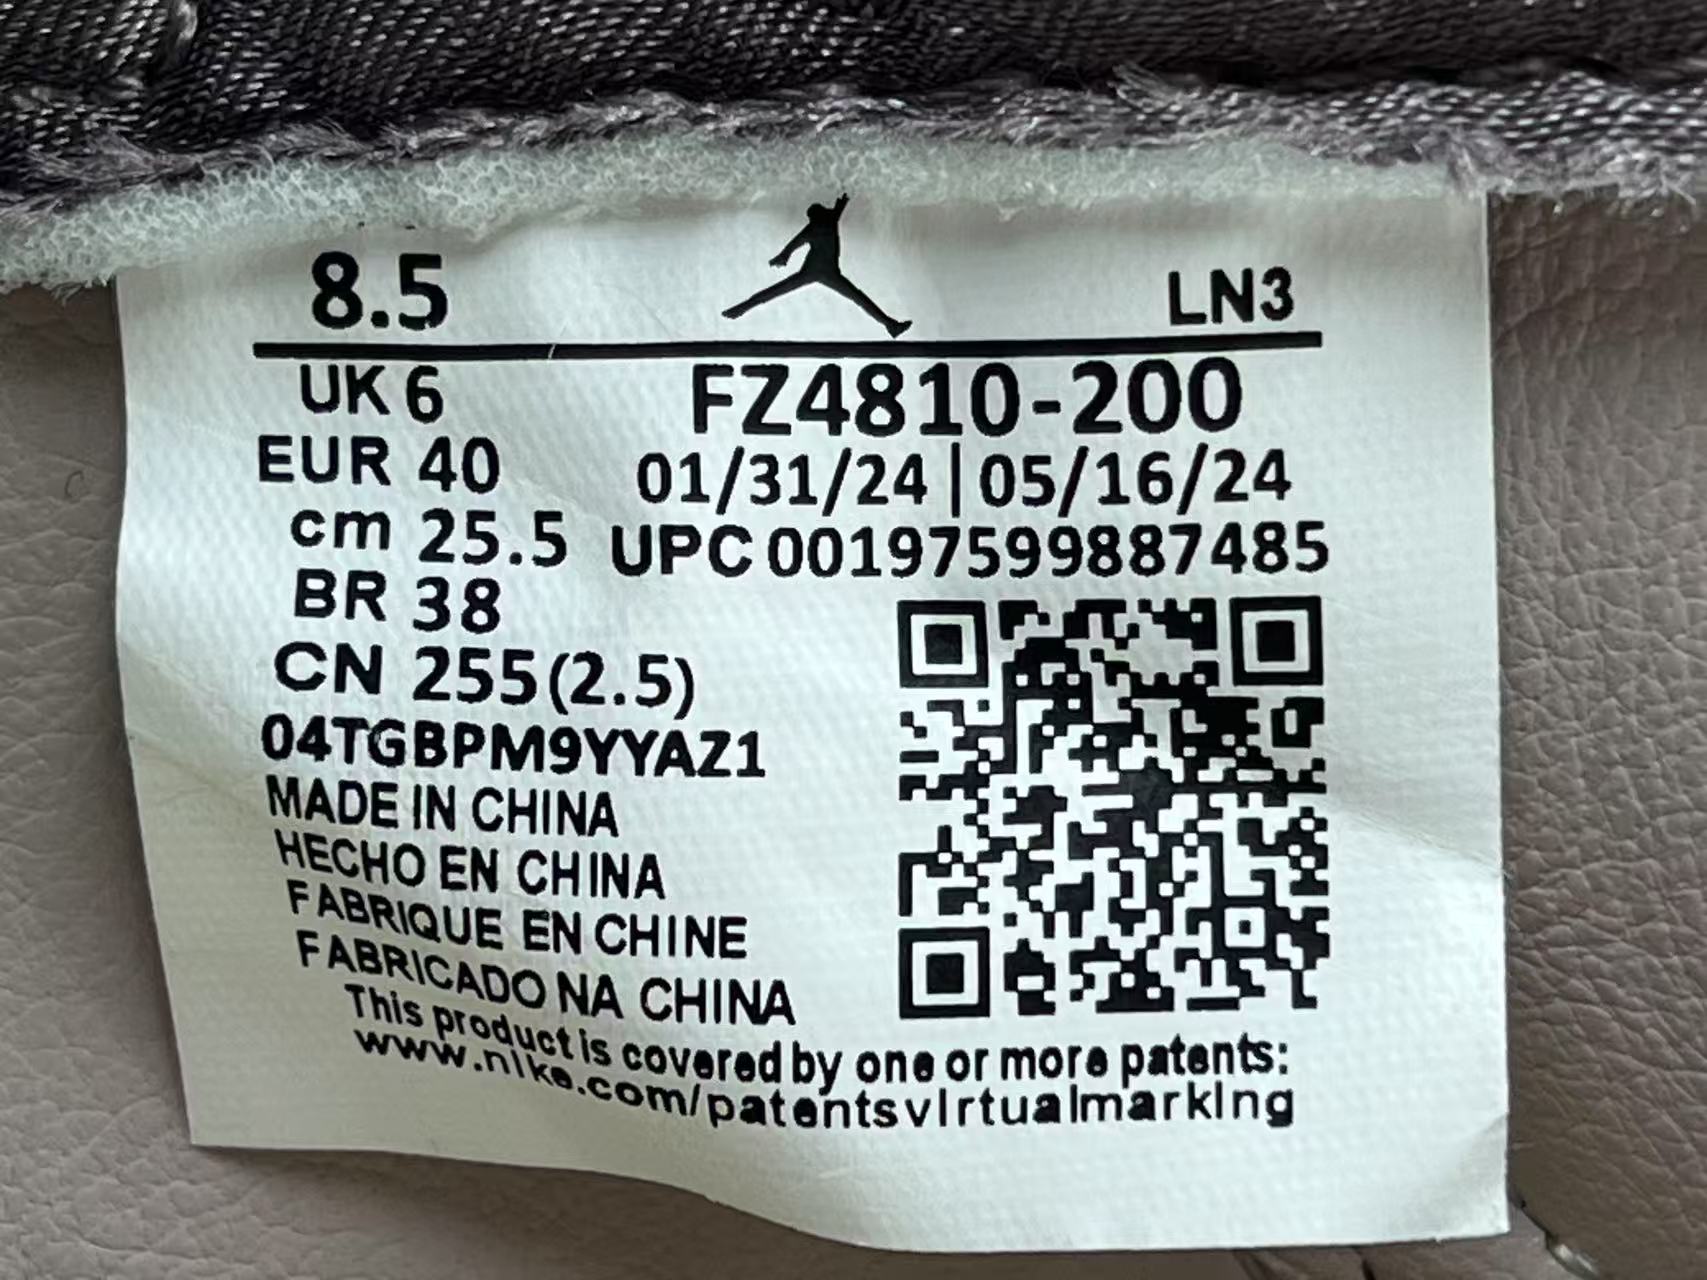 8.5 LN3
UK 6 FZ4810-200
EUR 40 01/31/24 | 05/16/24
cm 25.5 UPC 00197599887485
BR 38
CN 255(2.5)
04TGBPM9YYAZ1
MADE IN CHINA
HECHO EN CHINA
FABRIQUE EN CHINE
FABRICADO NA CHINA
This product is covered by one or more patents:
www.nike.com/patentsvirtualmarking